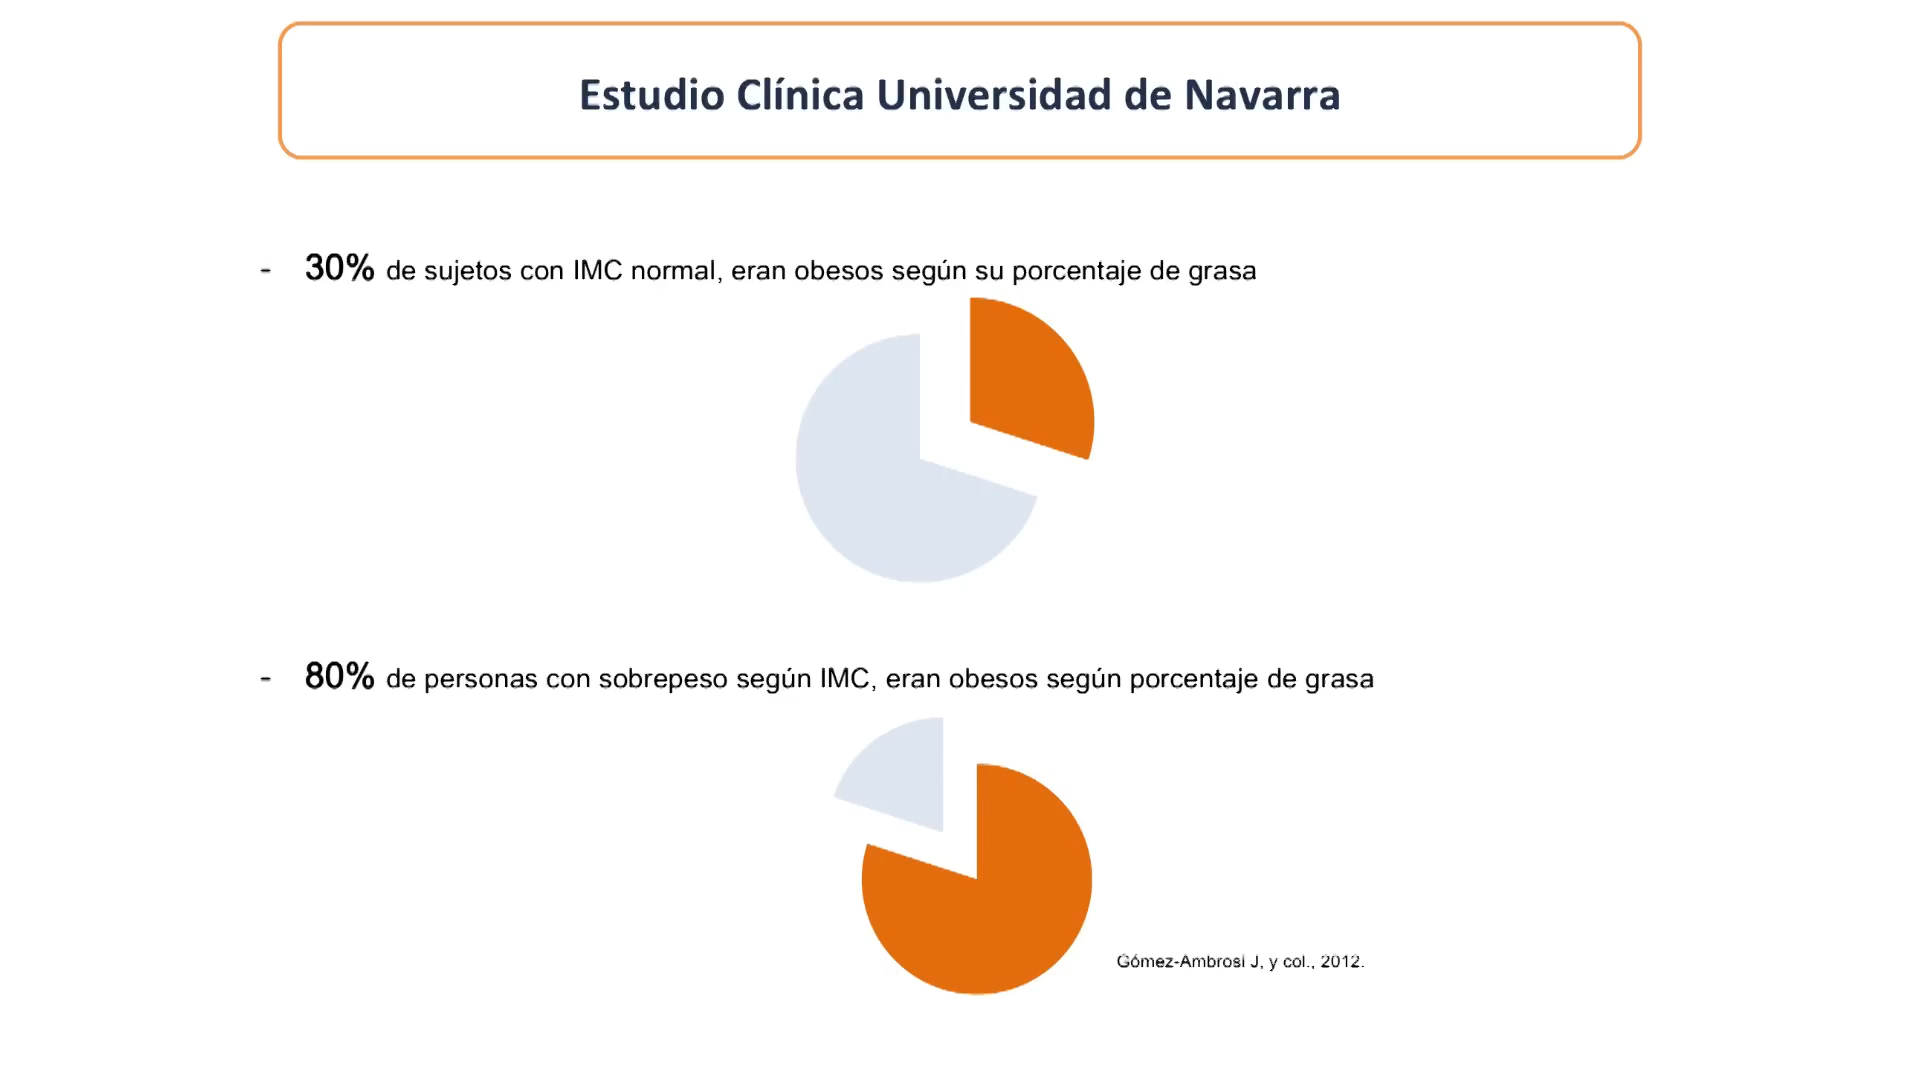 Estudio Clínica Universidad de Navarra
- 30% de sujetos con IMC normal, eran obesos según su porcentaje de grasa
- 80% de personas con sobrepeso según IMC, eran obesos según porcentaje de grasa
Gómez-Ambrosi J, y col., 2012.